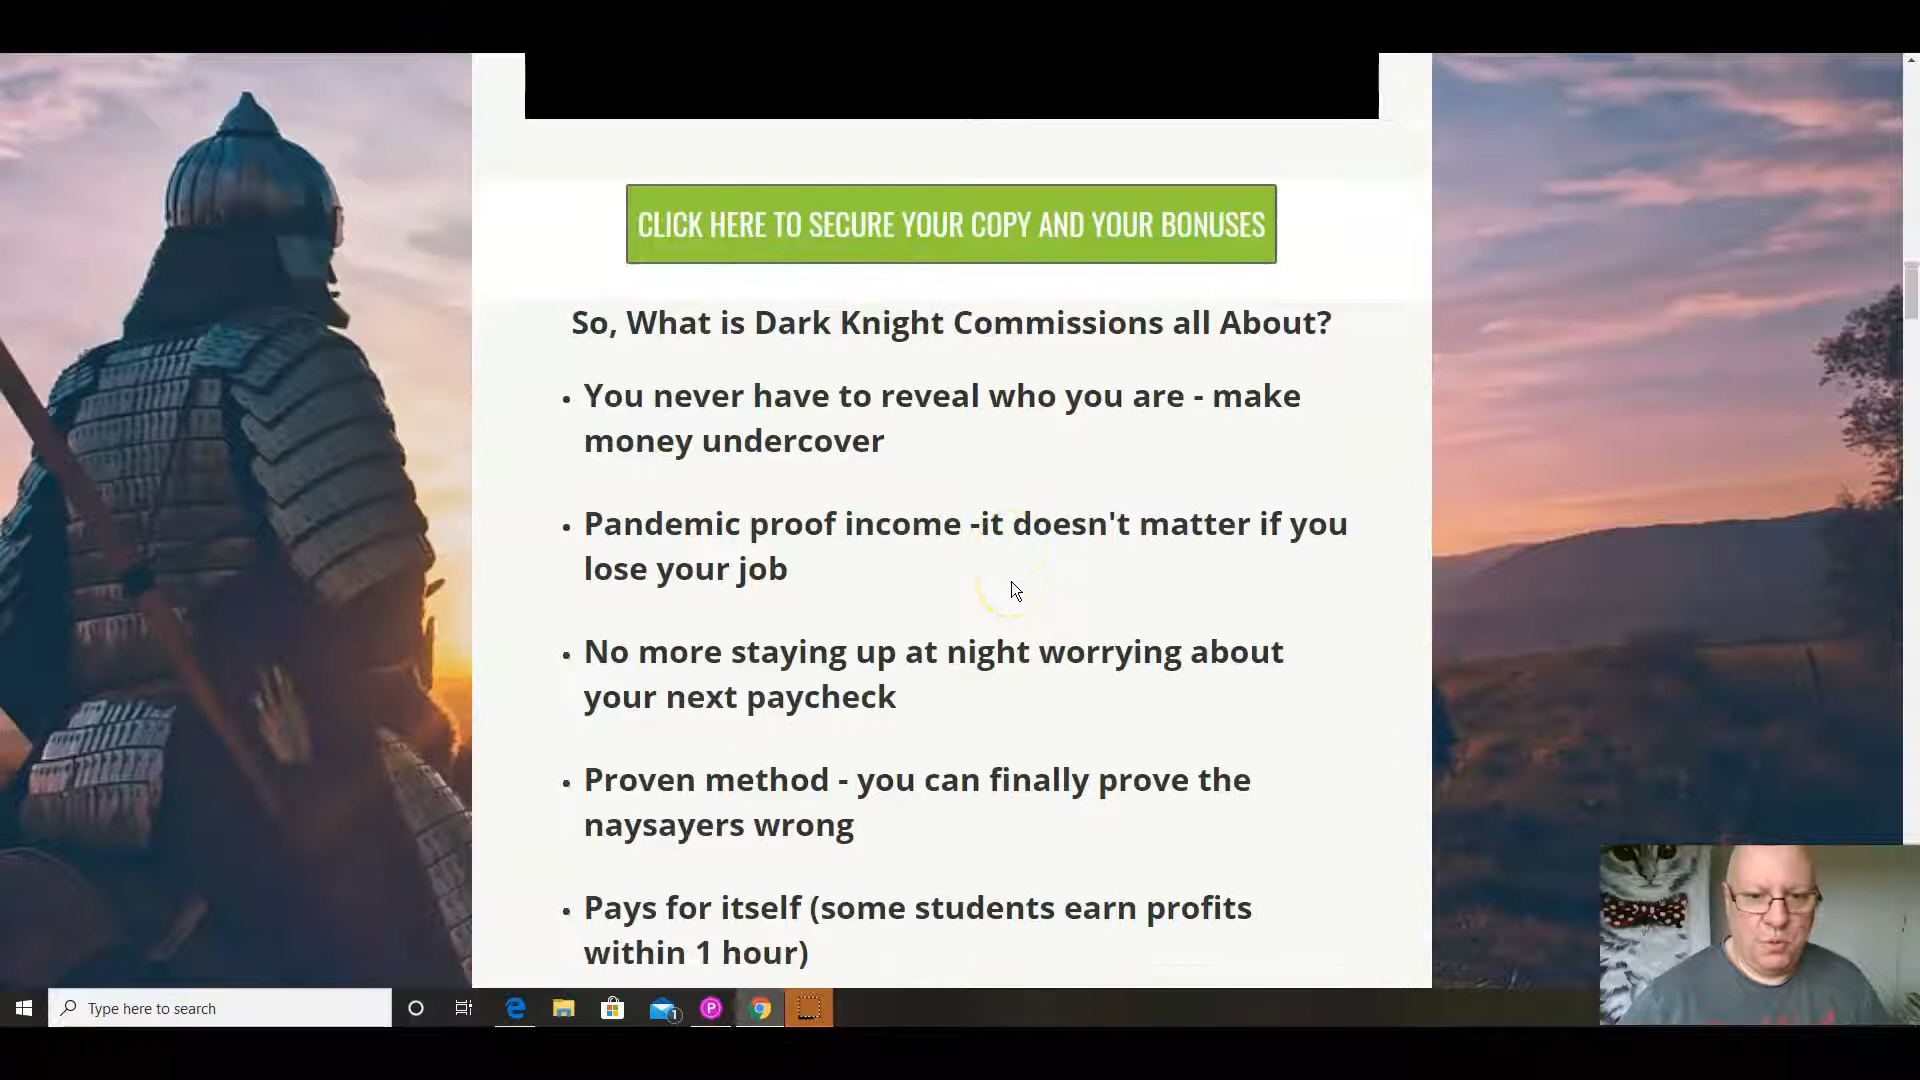 CLICK HERE TO SECURE YOUR COPY AND YOUR BONUSES
So, What is Dark Knight Commissions all About?
• You never have to reveal who you are - make
money undercover
• Pandemic proof income -it doesn't matter if you
lose your job
• No more staying up at night worrying about
your next paycheck
• Proven method - you can finally prove the
naysayers wrong
• Pays for itself (some students earn profits
within 1 hour)
Type here to search
1
P